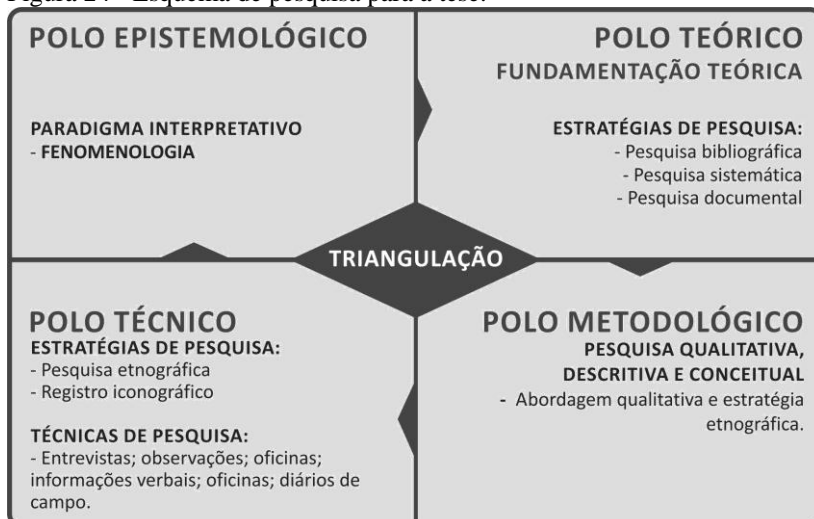 Figura 24 - Esquema de pesquisa para a tese.
POLO EPISTEMOLÓGICO
PARADIGMA INTERPRETATIVO
- FENOMENOLOGIA
POLO TEÓRICO
FUNDAMENTAÇÃO TEÓRICA
ESTRATÉGIAS DE PESQUISA:
- Pesquisa bibliográfica
- Pesquisa sistemática
- Pesquisa documental
TRIANGULAÇÃO
POLO TÉCNICO
ESTRATÉGIAS DE PESQUISA:
- Pesquisa etnográfica
- Registro iconográfico
TÉCNICAS DE PESQUISA:
- Entrevistas; observações; oficinas;
informações verbais; oficinas; diários de
campo.
POLO METODOLÓGICO
PESQUISA QUALITATIVA,
DESCRITIVA E CONCEITUAL
- Abordagem qualitativa e estratégia
etnográfica.